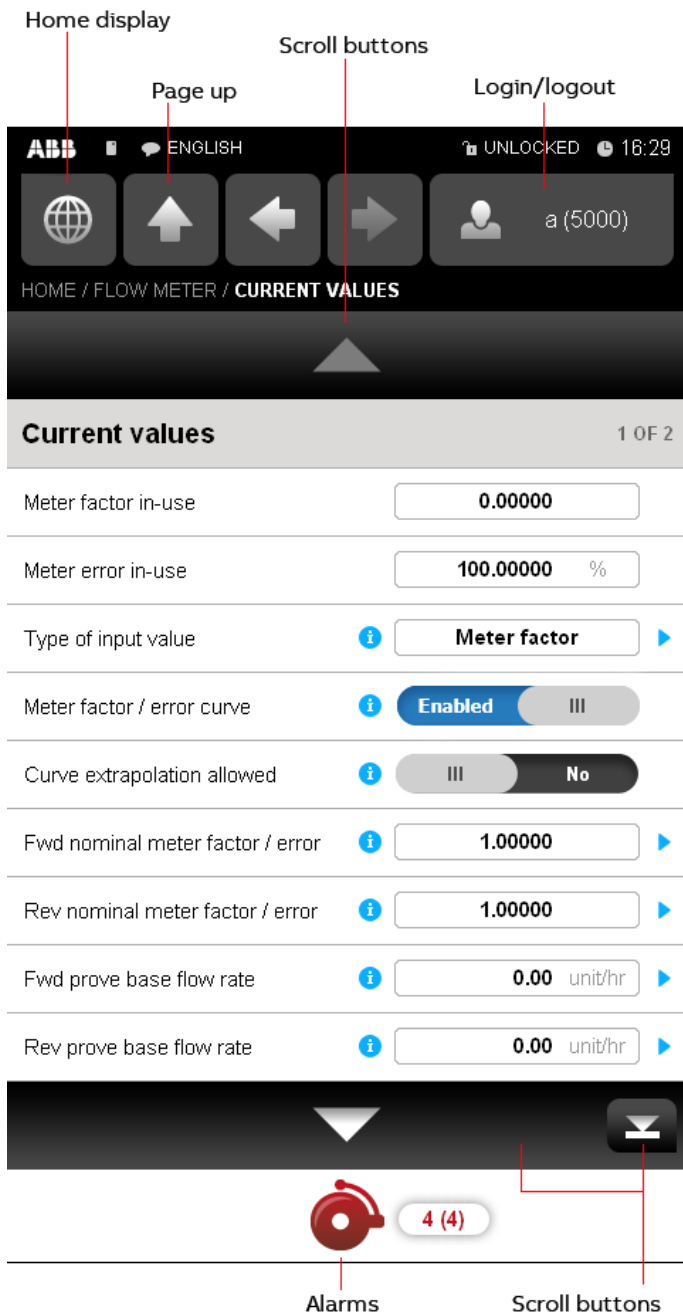 Home display
Scroll buttons
Page up
Login/logout
ABB ENGLISH UNLOCKED 16:29
a (5000)
HOME / FLOW METER / CURRENT VALUES
Current values 1 OF 2
Meter factor in-use 0.00000
Meter error in-use 100.00000 %
Type of input value i Meter factor
Meter factor / error curve i Enabled III
Curve extrapolation allowed i III No
Fwd nominal meter factor / error i 1.00000
Rev nominal meter factor / error i 1.00000
Fwd prove base flow rate i 0.00 unit/hr
Rev prove base flow rate i 0.00 unit/hr
4 (4)
Alarms
Scroll buttons